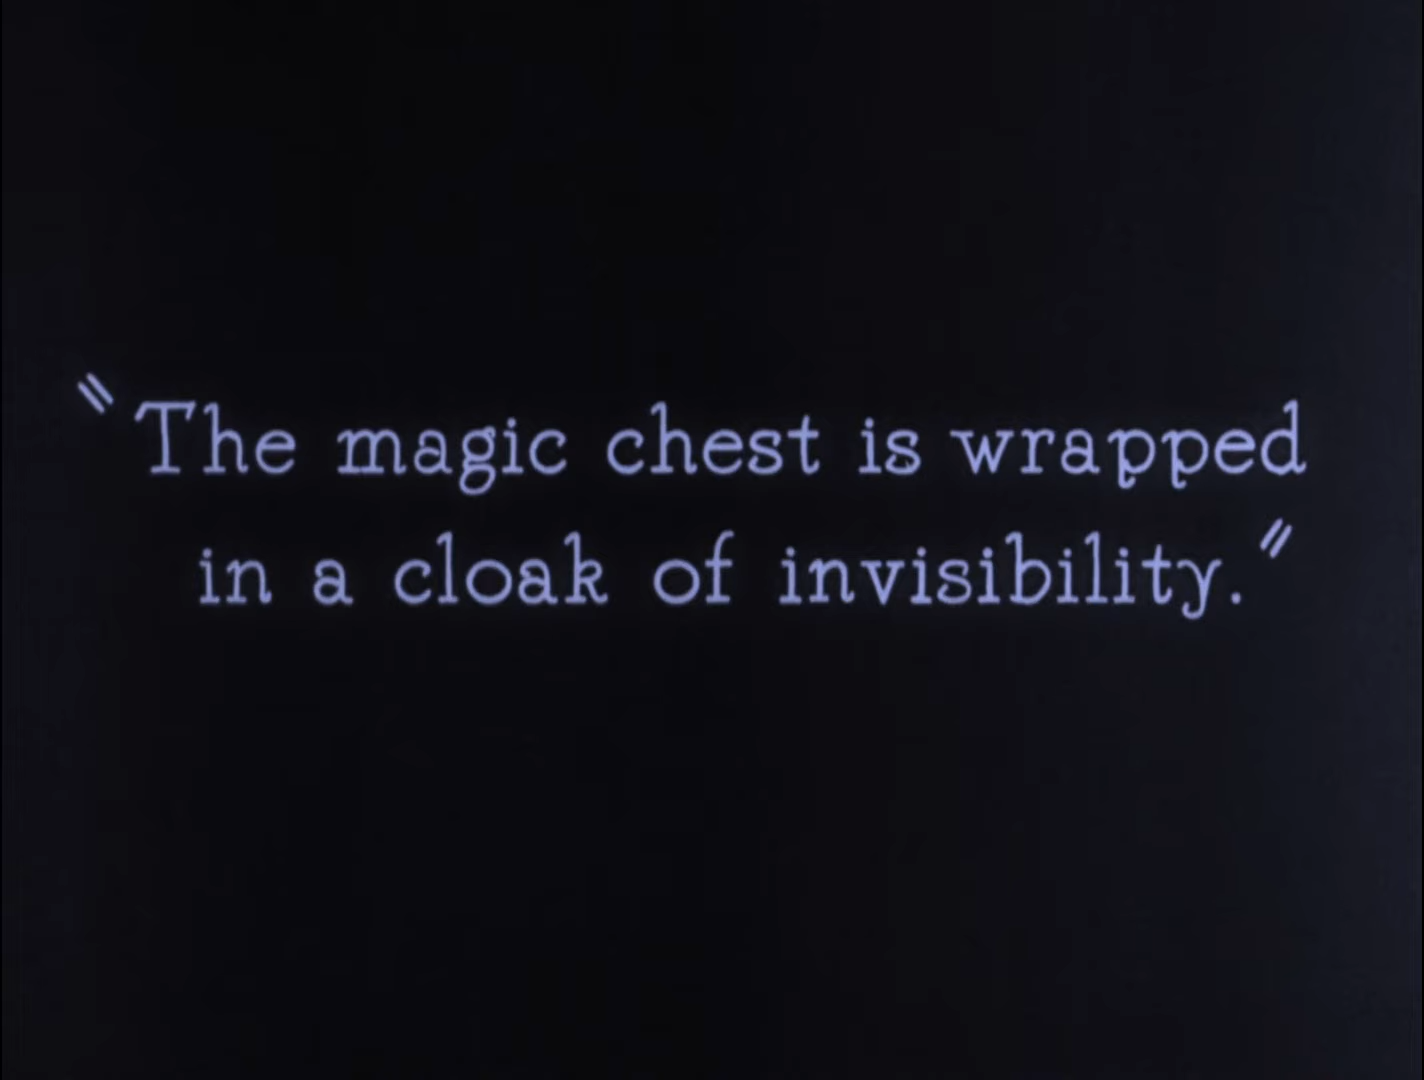 "The magic chest is wrapped
in a cloak of invisibility."